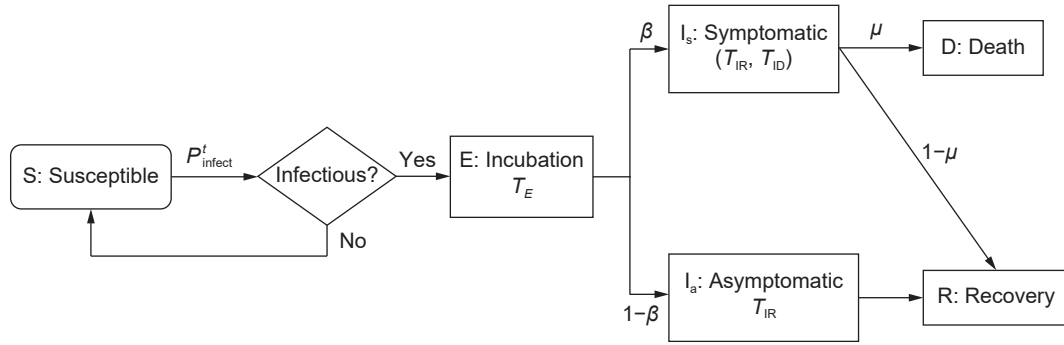 S: Susceptible
P^t_infect
Infectious?
Yes
No
E: Incubation
T_E
β
I_s: Symptomatic
(T_IR, T_ID)
μ
D: Death
1−μ
1−β
I_a: Asymptomatic
T_IR
R: Recovery